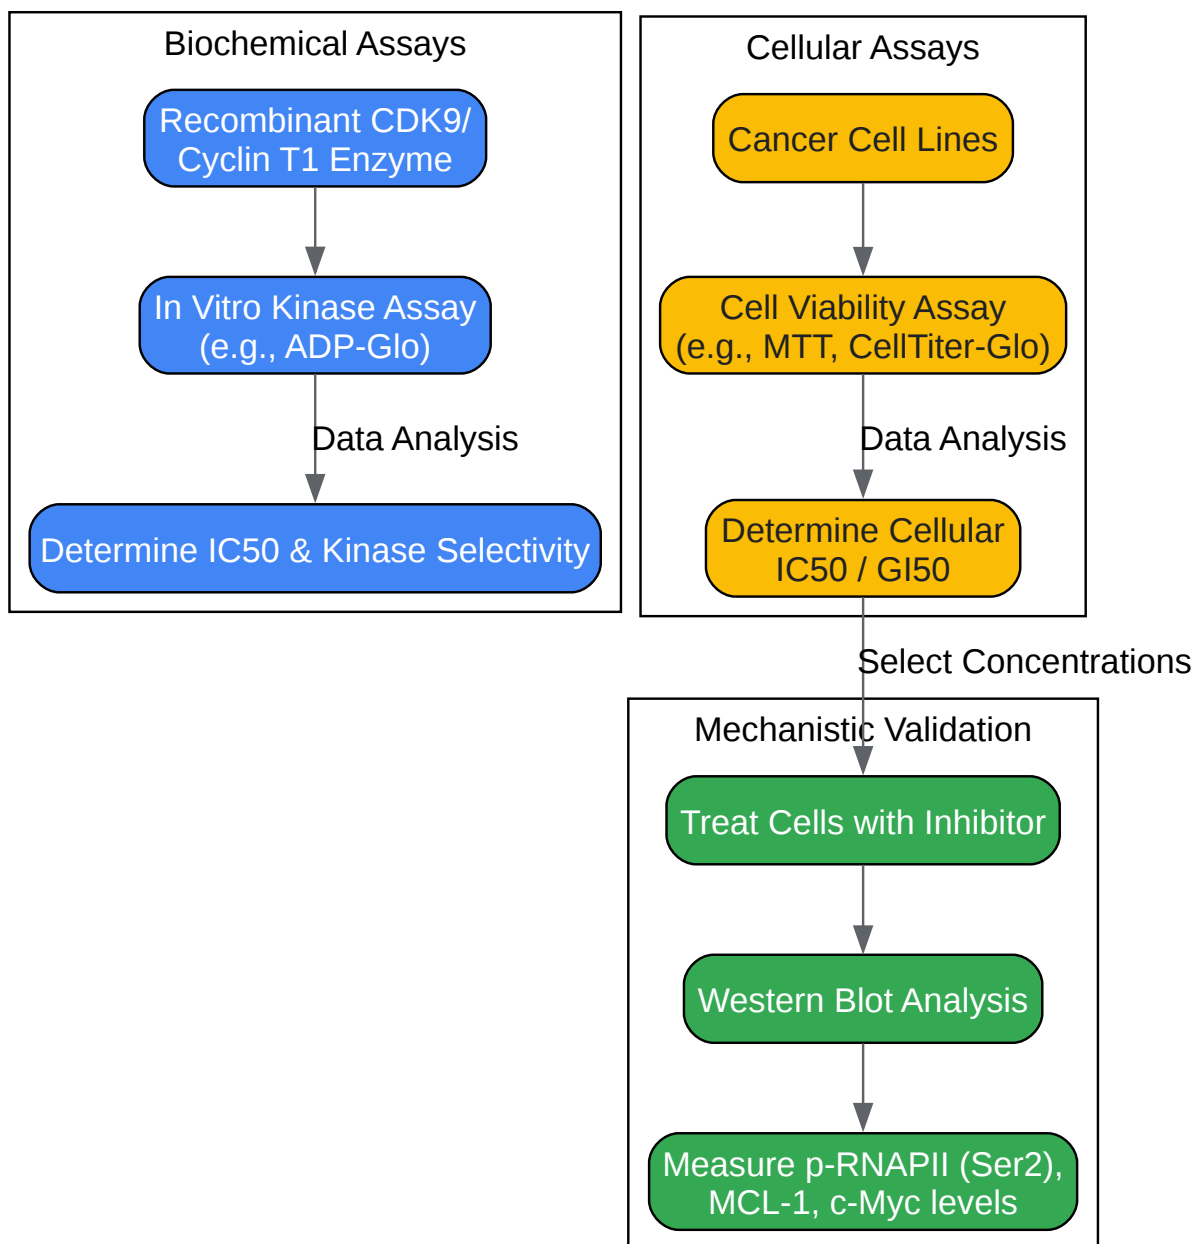 Biochemical Assays
Recombinant CDK9/
Cyclin T1 Enzyme
In Vitro Kinase Assay
(e.g., ADP-Glo)
Data Analysis
Determine IC50 & Kinase Selectivity
Cellular Assays
Cancer Cell Lines
Cell Viability Assay
(e.g., MTT, CellTiter-Glo)
Data Analysis
Determine Cellular
IC50 / GI50
Select Concentrations
Mechanistic Validation
Treat Cells with Inhibitor
Western Blot Analysis
Measure p-RNAPII (Ser2),
MCL-1, c-Myc levels